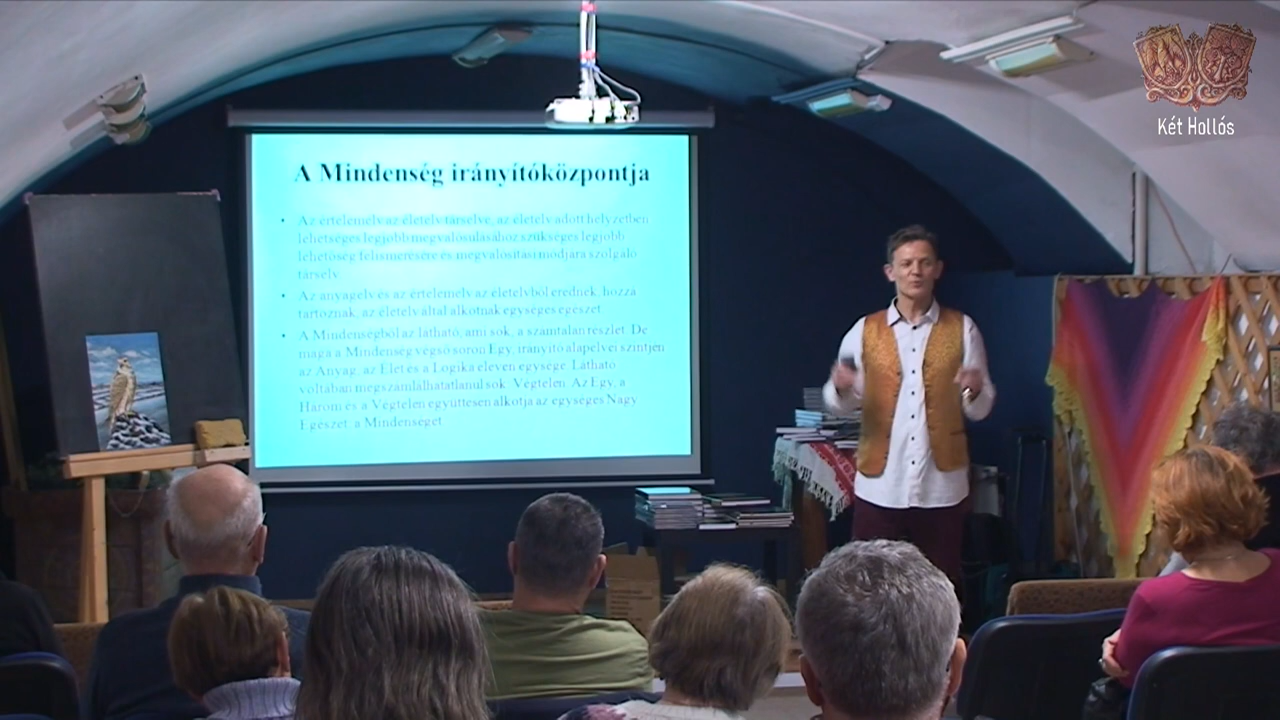 Két Hollós
A Mindenség irányítóközpontja
• Az értelemelv az életelv társelve, az életelv adott helyzetben
lehetséges legjobb megvalósulásához szükséges legjobb
lehetőség felismerésére és megvalósítási módjára szolgáló
társelv.
• Az anyagelv és az értelemelv az életelvből erednek, hozzá
tartoznak, az életelv által alkotnak egységes egészet.
• A Mindenségből az látható, ami sok, a számtalan részlet. De
maga a Mindenség végső soron Egy, irányító alapelvei szintjén
az Anyag, az Élet és a Logika eleven egysége. Látható
voltában megszámlálhatatlanul sok: Végtelen. Az Egy, a
Három és a Végtelen együttesen alkotja az egységes Nagy
Egészet, a Mindenséget.